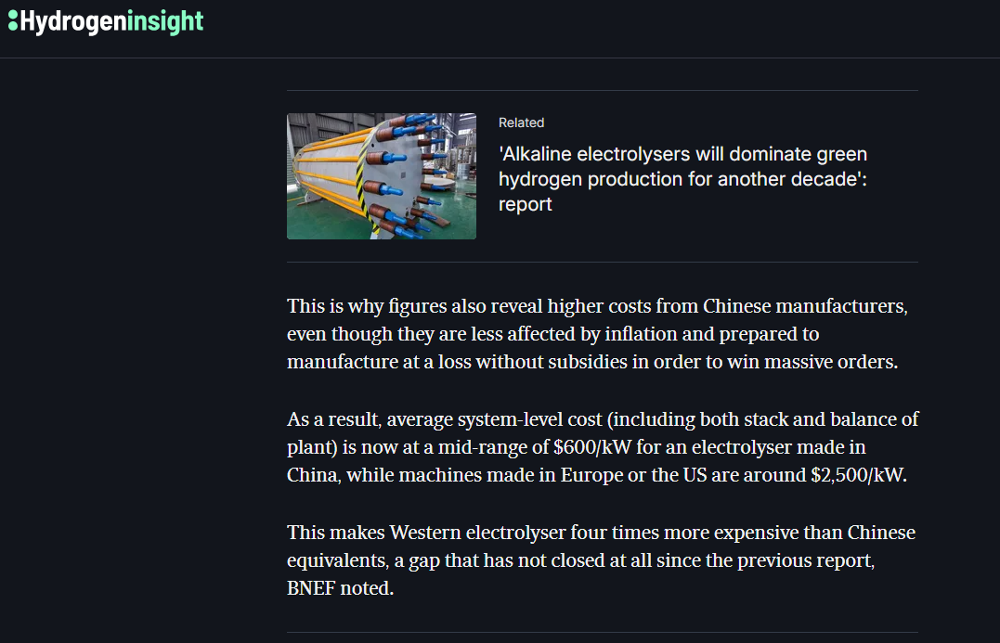 Hydrogeninsight
Related
'Alkaline electrolysers will dominate green
hydrogen production for another decade':
report
This is why figures also reveal higher costs from Chinese manufacturers,
even though they are less affected by inflation and prepared to
manufacture at a loss without subsidies in order to win massive orders.
As a result, average system-level cost (including both stack and balance of
plant) is now at a mid-range of $600/kW for an electrolyser made in
China, while machines made in Europe or the US are around $2,500/kW.
This makes Western electrolyser four times more expensive than Chinese
equivalents, a gap that has not closed at all since the previous report,
BNEF noted.